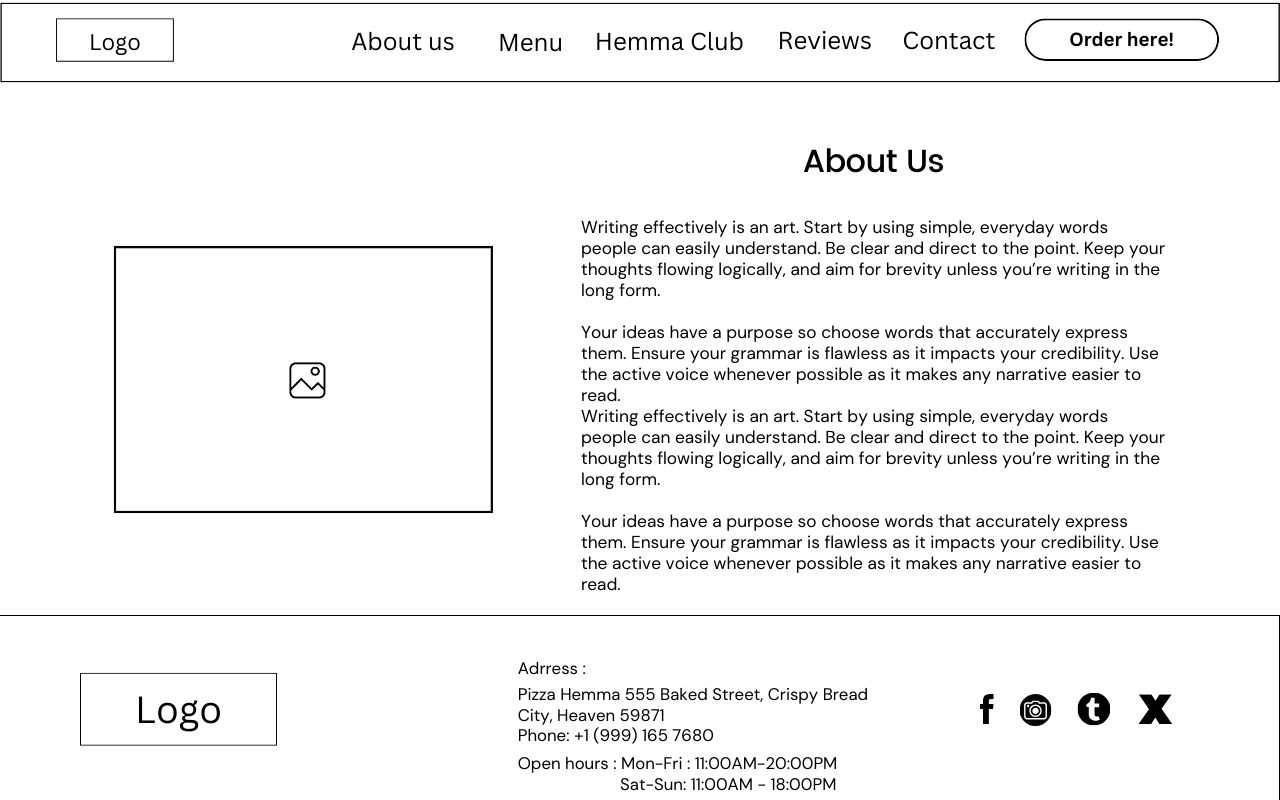 Logo
About us
Menu
Hemma Club
Reviews
Contact
Order here!
About Us
Writing effectively is an art. Start by using simple, everyday words
people can easily understand. Be clear and direct to the point. Keep your
thoughts flowing logically, and aim for brevity unless you’re writing in the
long form.
Your ideas have a purpose so choose words that accurately express
them. Ensure your grammar is flawless as it impacts your credibility. Use
the active voice whenever possible as it makes any narrative easier to
read.
Writing effectively is an art. Start by using simple, everyday words
people can easily understand. Be clear and direct to the point. Keep your
thoughts flowing logically, and aim for brevity unless you’re writing in the
long form.
Your ideas have a purpose so choose words that accurately express
them. Ensure your grammar is flawless as it impacts your credibility. Use
the active voice whenever possible as it makes any narrative easier to
read.
Logo
Adrress :
Pizza Hemma 555 Baked Street, Crispy Bread
City, Heaven 59871
Phone: +1 (999) 165 7680
Open hours : Mon-Fri : 11:00AM-20:00PM
Sat-Sun: 11:00AM - 18:00PM